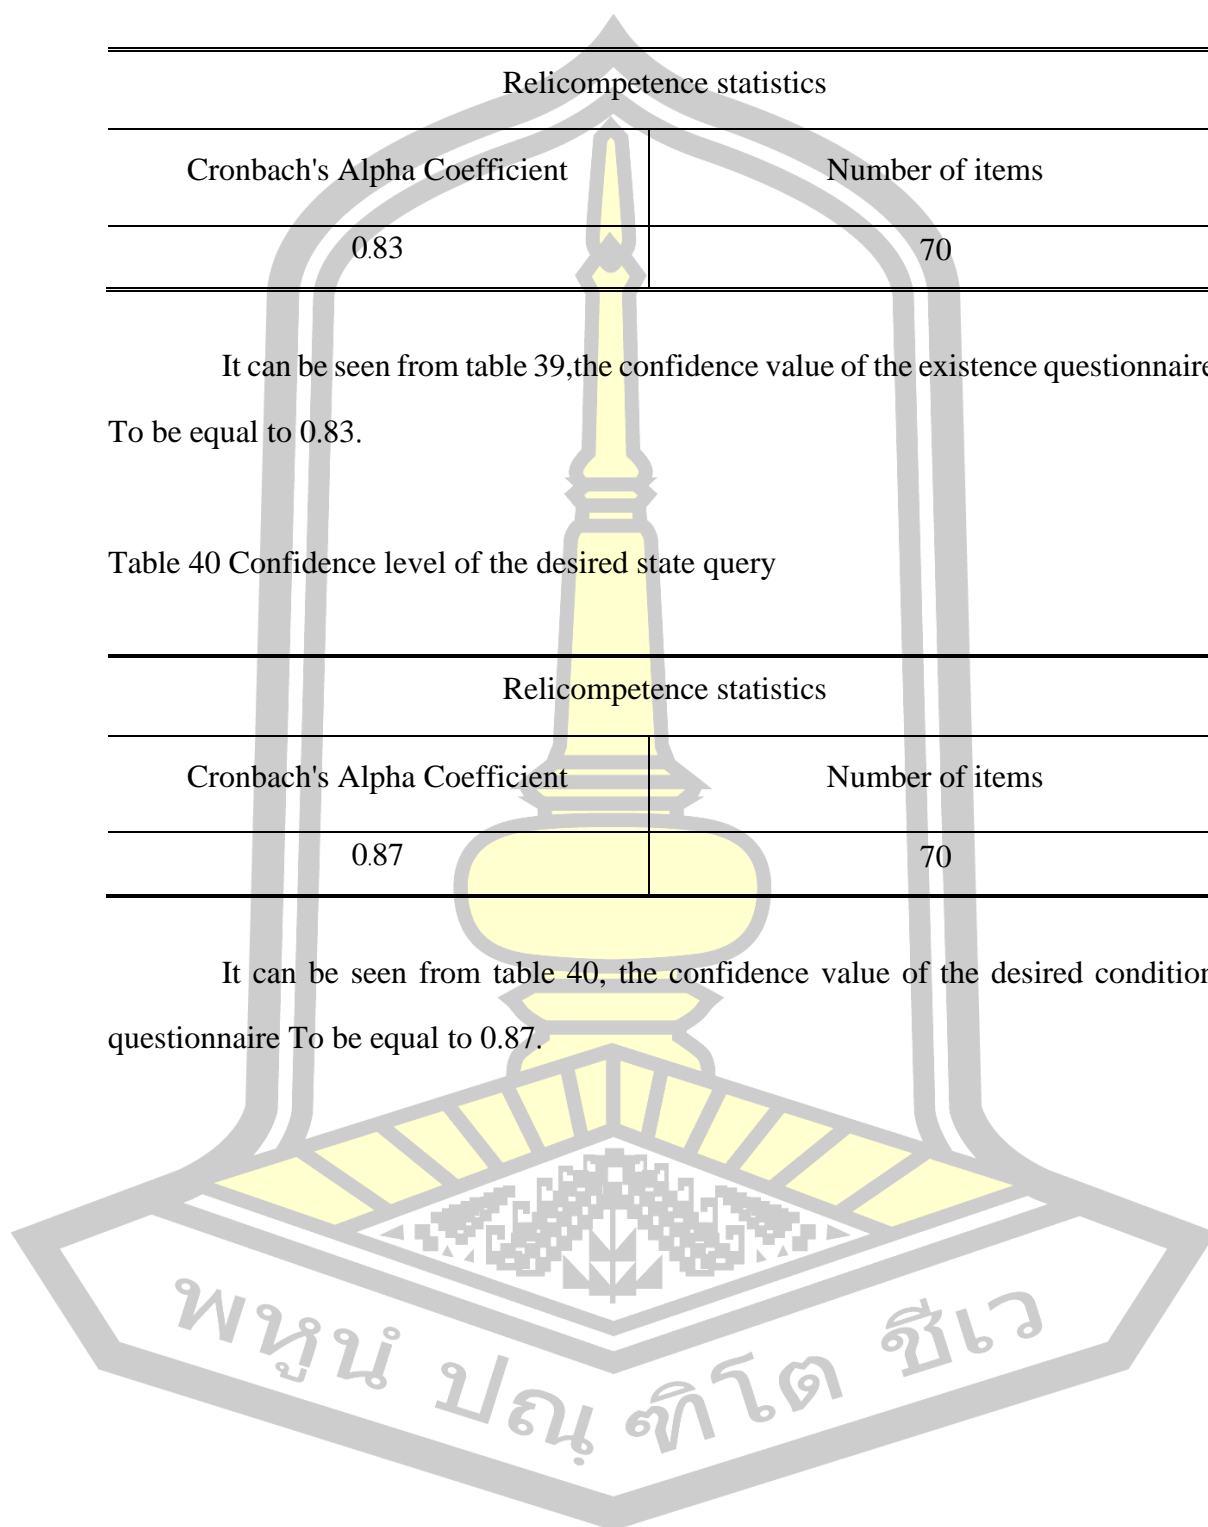 Relicompetence statistics
Cronbach's Alpha Coefficient Number of items
0.83 70
It can be seen from table 39,the confidence value of the existence questionnaire
To be equal to 0.83.
Table 40 Confidence level of the desired state query
Relicompetence statistics
Cronbach's Alpha Coefficient Number of items
0.87 70
It can be seen from table 40, the confidence value of the desired condition
questionnaire To be equal to 0.87.
พหูนํ ปณฺฑิโต ชีเว